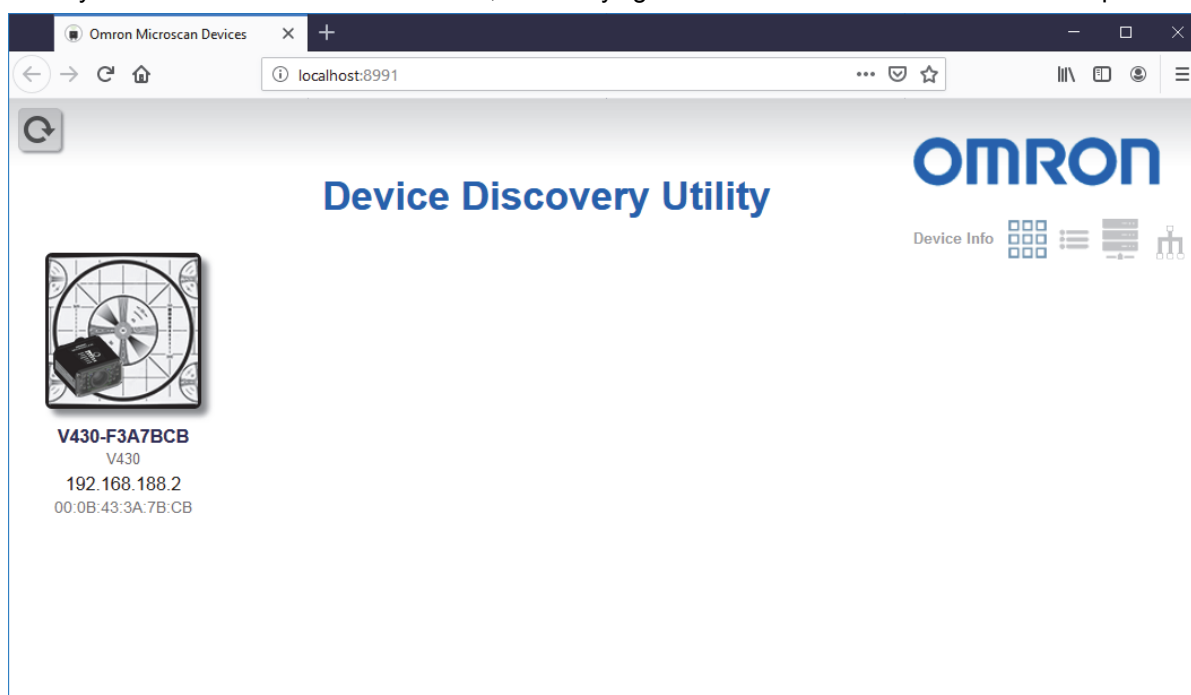 Omron Microscan Devices
localhost:8991
OMRON
Device Discovery Utility
Device Info
V430-F3A7BCB
V430
192.168.188.2
00:0B:43:3A:7B:CB